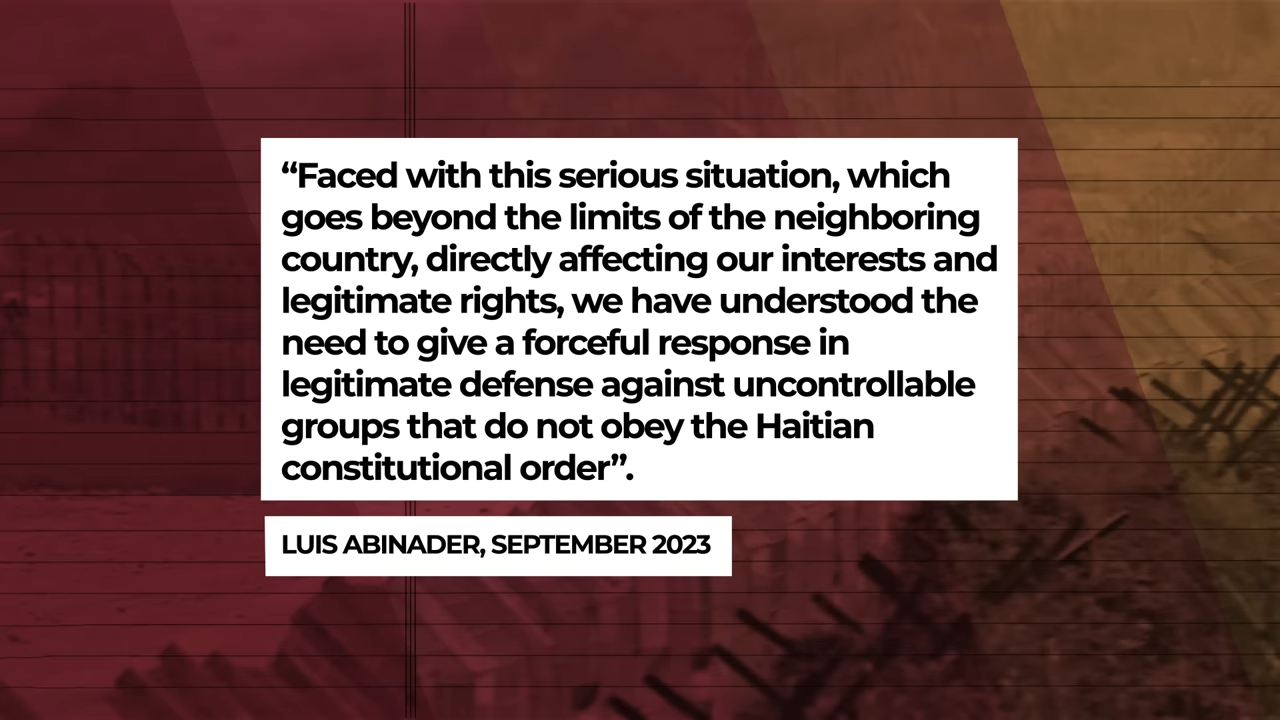 “Faced with this serious situation, which
goes beyond the limits of the neighboring
country, directly affecting our interests and
legitimate rights, we have understood the
need to give a forceful response in
legitimate defense against uncontrollable
groups that do not obey the Haitian
constitutional order”.
LUIS ABINADER, SEPTEMBER 2023